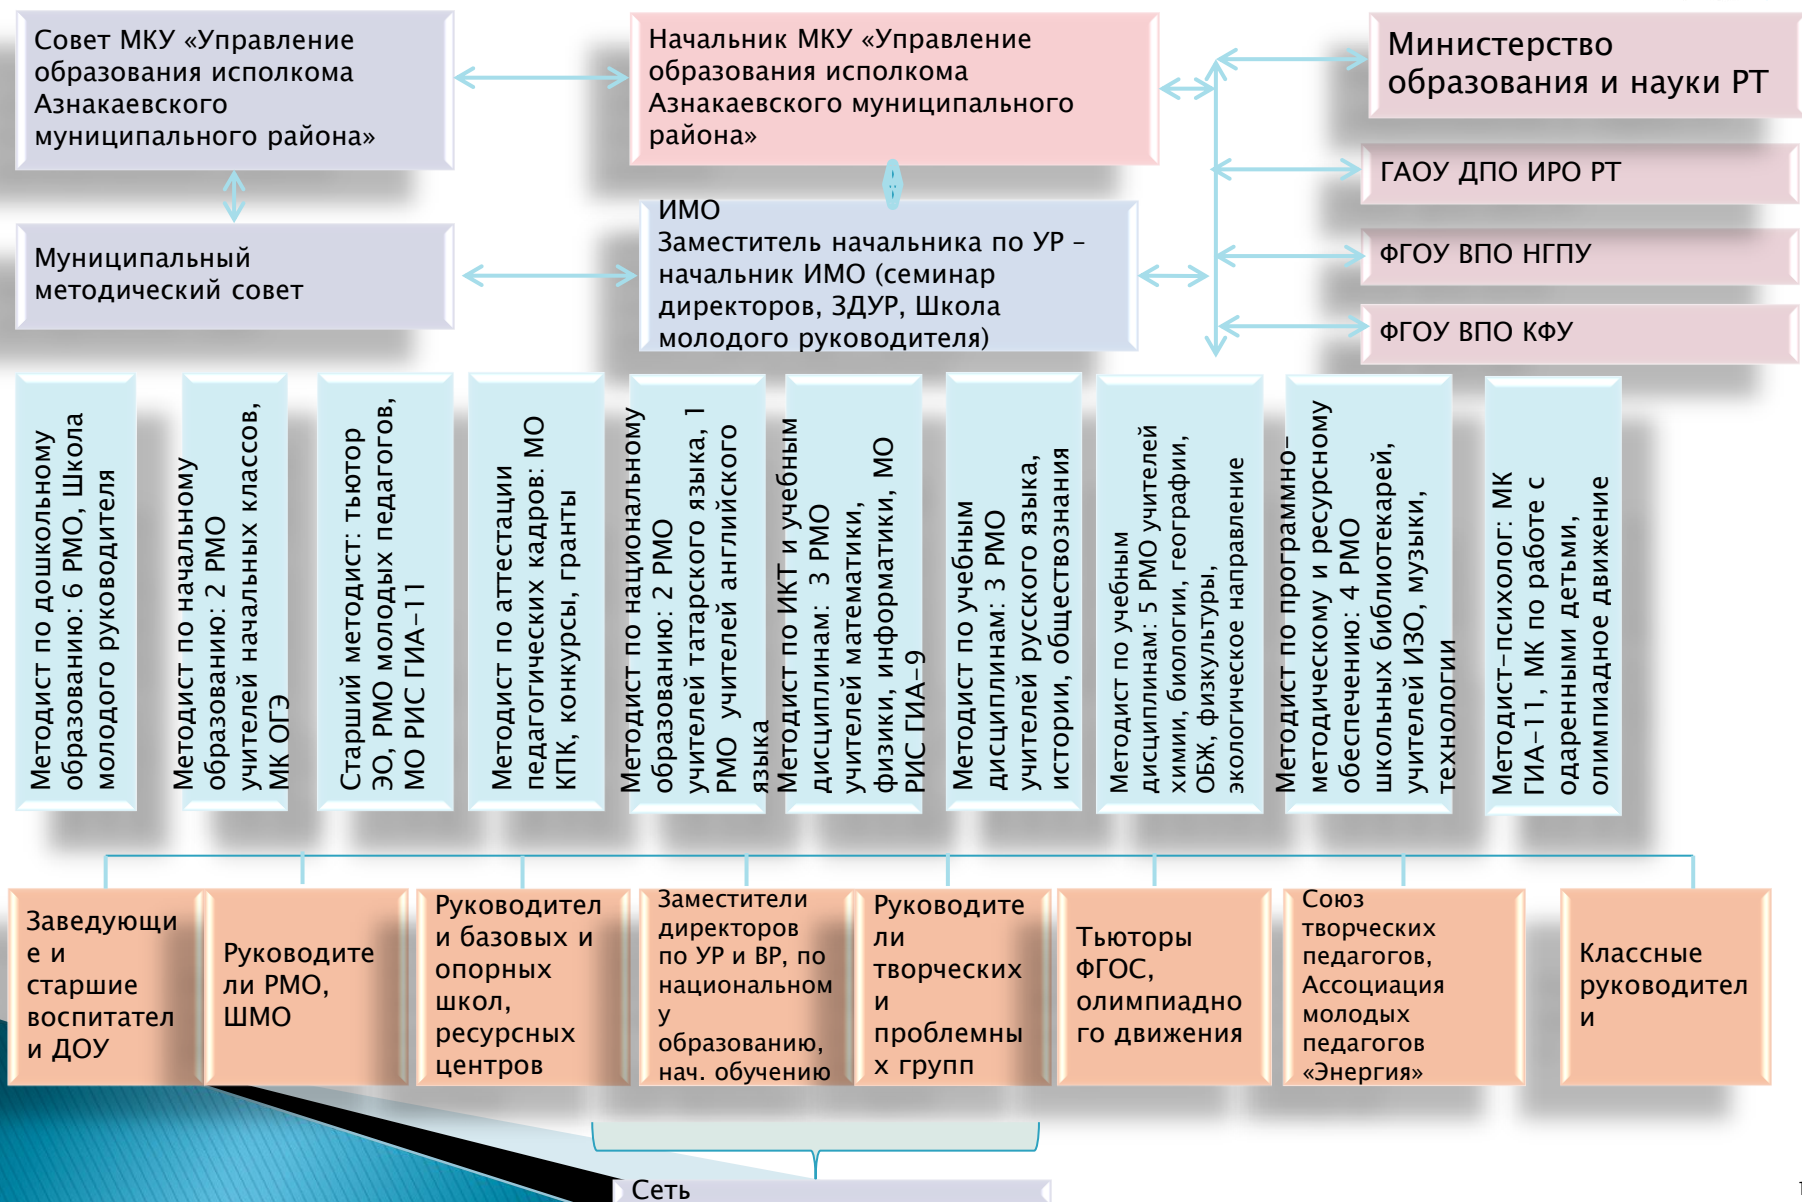 Совет МКУ «Управление
образования исполкома
Азнакаевского
муниципального района»
Начальник МКУ «Управление
образования исполкома
Азнакаевского муниципального
района»
Министерство
образования и науки РТ
ГАОУ ДПО ИРО РТ
ФГОУ ВПО НГПУ
ФГОУ ВПО КФУ
Муниципальный
методический совет
ИМО
Заместитель начальника по УР –
начальник ИМО (семинар
директоров, ЗДУР, Школа
молодого руководителя)
Методист по дошкольному
образованию: 6 РМО, Школа
молодого руководителя
Методист по начальному
образованию: 2 РМО
учителей начальных классов,
МК ОГЭ
Старший методист: тьютор
ЭО, РМО молодых педагогов,
МО РИС ГИА-11
Методист по аттестации
педагогических кадров: МО
КПК, конкурсы, гранты
Методист по национальному
образованию: 2 РМО
учителей татарского языка, 1
РМО учителей английского
языка
Методист по ИКТ и учебным
дисциплинам: 3 РМО
учителей математики,
физики, информатики, МО
РИС ГИА-9
Методист по учебным
дисциплинам: 3 РМО
учителей русского языка,
истории, обществознания
Методист по учебным
дисциплинам: 5 РМО учителей
химии, биологии, географии,
ОБЖ, физкультуры,
экологическое направление
Методист по программно-
методическому и ресурсному
обеспечению: 4 РМО
школьных библиотекарей,
учителей ИЗО, музыки,
технологии
Методист-психолог: МК
ГИА-11, МК по работе с
одаренными детьми,
олимпиадное движение
Заведующи
е и
старшие
воспитател
и ДОУ
Руководите
ли РМО,
ШМО
Руководител
и базовых и
опорных
школ,
ресурсных
центров
Заместители
директоров
по УР и ВР, по
национальном
у
образованию,
нач. обучению
Руководите
ли
творческих
и
проблемны
х групп
Тьюторы
ФГОС,
олимпиадно
го движения
Союз
творческих
педагогов,
Ассоциация
молодых
педагогов
«Энергия»
Классные
руководител
и
Сеть